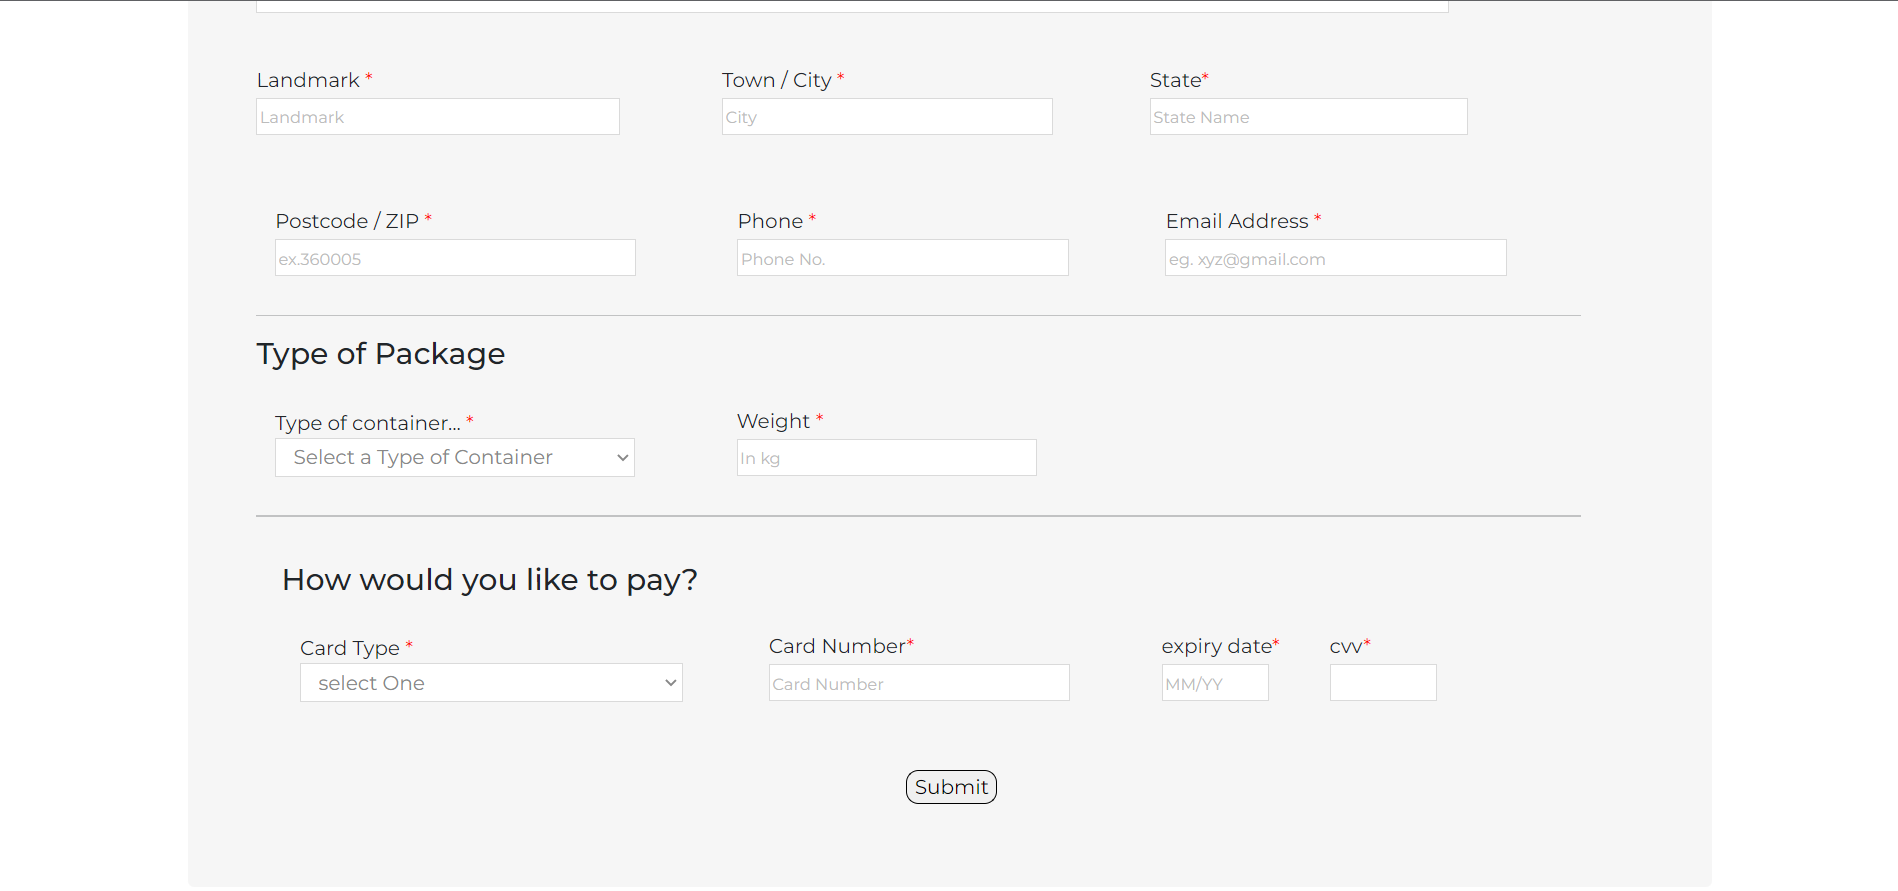 Landmark * Town / City * State*
Landmark City State Name
Postcode / ZIP * Phone * Email Address *
ex.360005 Phone No. eg. xyz@gmail.com
Type of Package
Type of container... * Weight *
Select a Type of Container In kg
How would you like to pay?
Card Type * Card Number* expiry date* cvv*
select One Card Number MM/YY
Submit